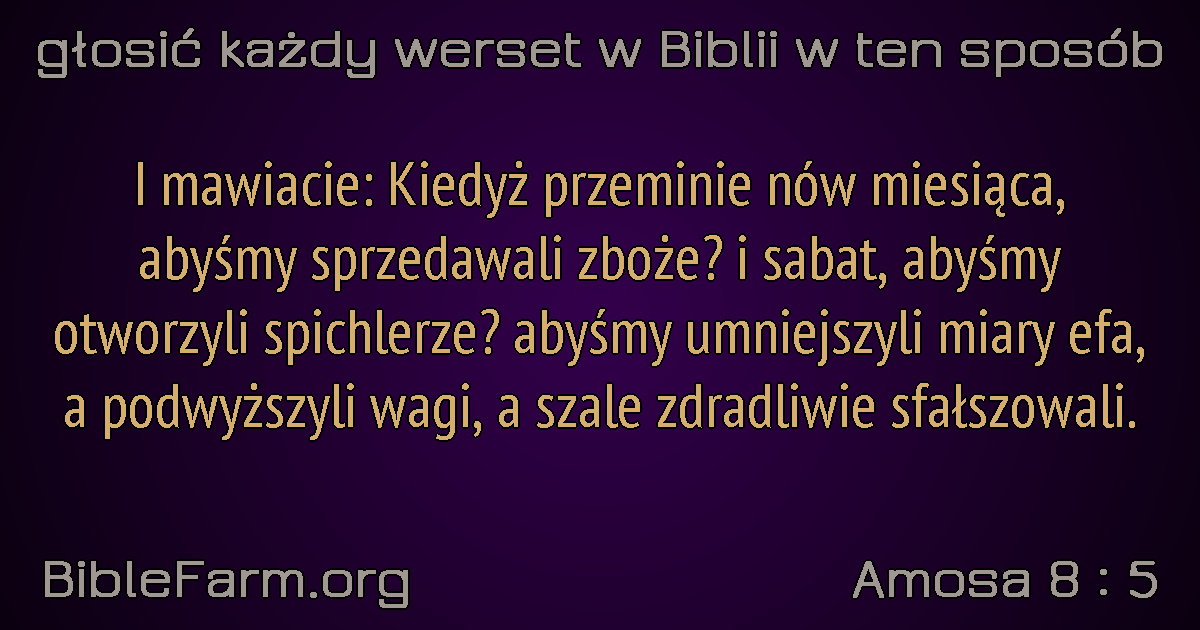 głosić każdy werset w Biblii w ten sposób
I mawiacie: Kiedyż przeminie nów miesiąca,
abyśmy sprzedawali zboże? i sabat, abyśmy
otworzyli spichlerze? abyśmy umniejszyli miary efa,
a podwyższyli wagi, a szale zdradliwie sfałszowali.
BibleFarm.org
Amosa 8 : 5